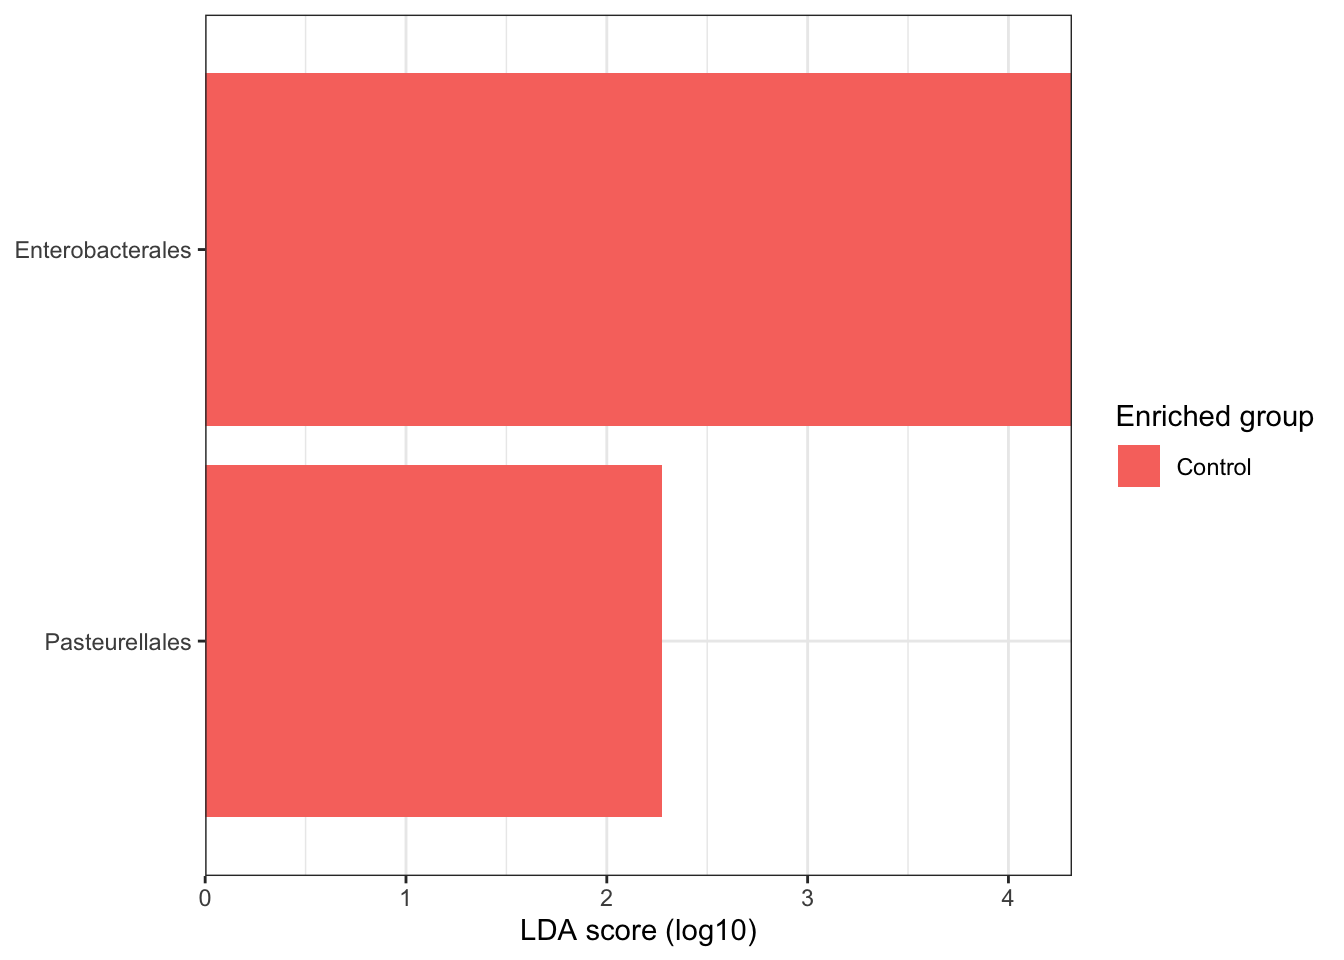 Enterobacterales
Pasteurellales
0 1 2 3 4
LDA score (log10)
Enriched group
Control